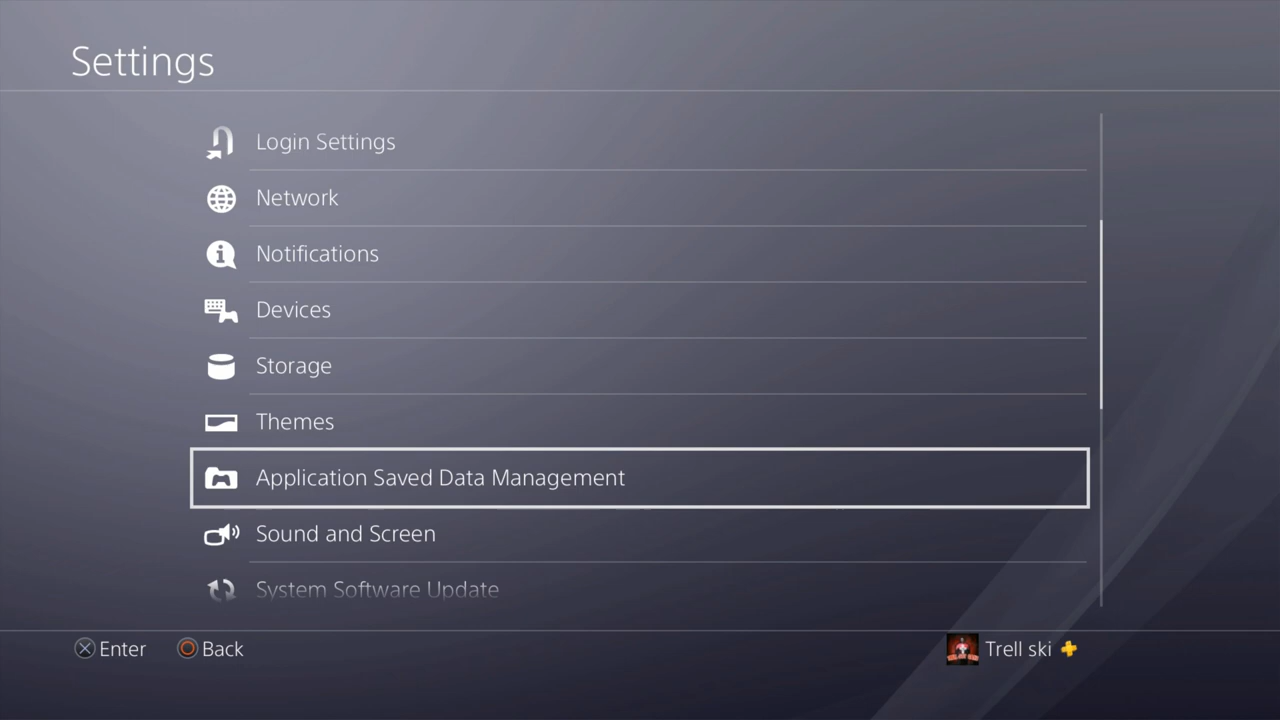 Settings
Login Settings
Network
Notifications
Devices
Storage
Themes
Application Saved Data Management
Sound and Screen
System Software Update
Enter Back Trell ski